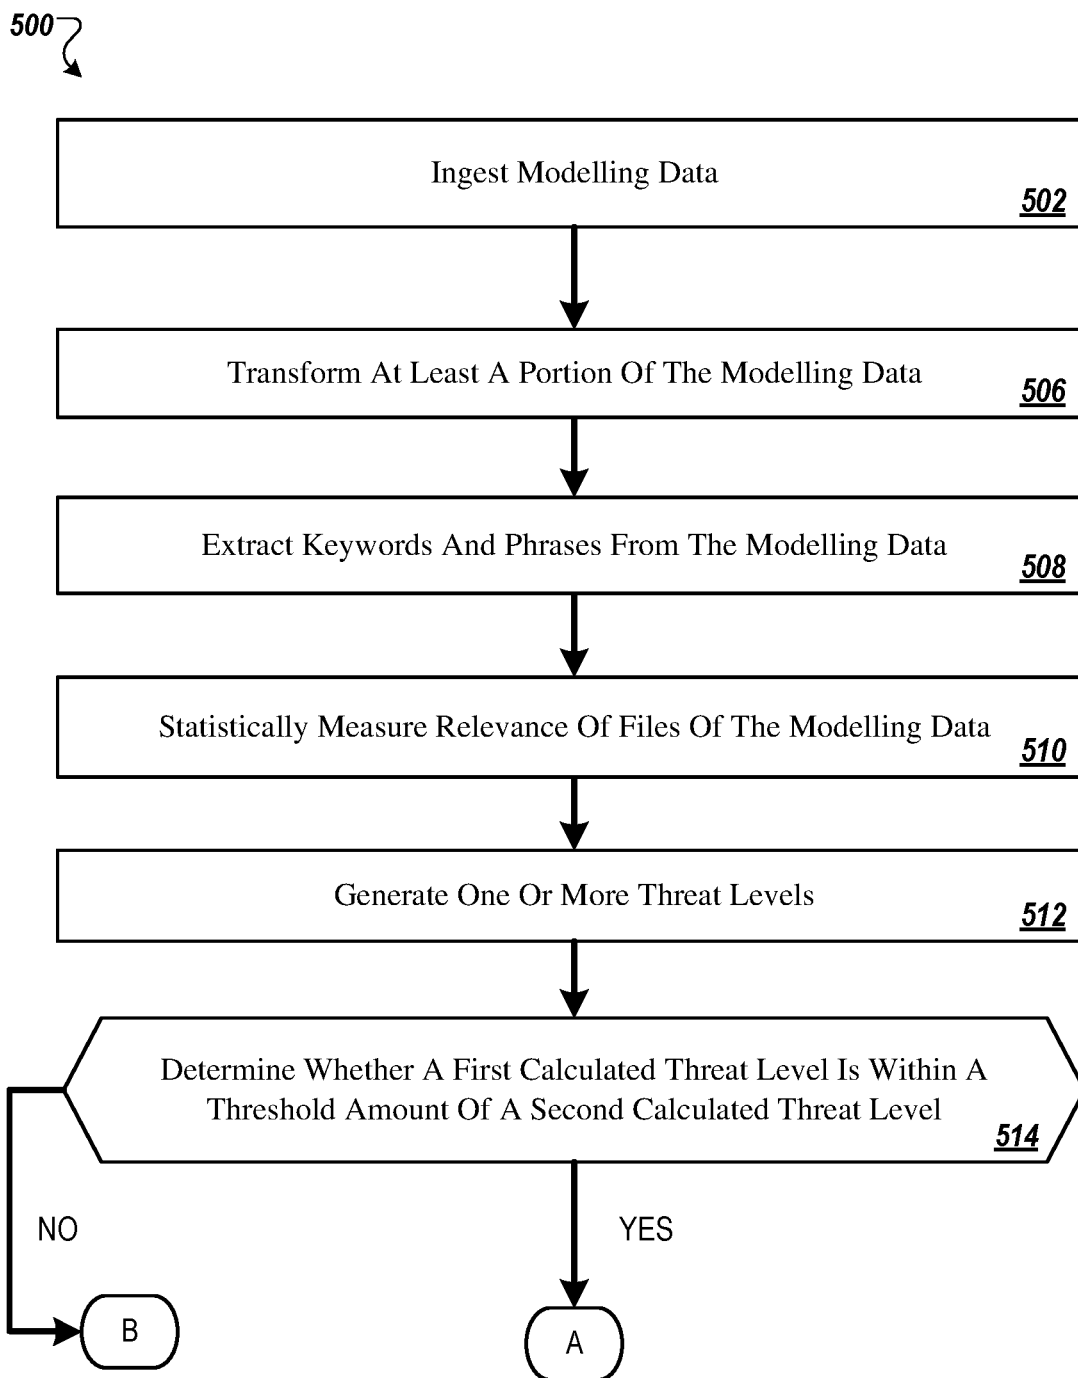 500
Ingest Modelling Data
502
Transform At Least A Portion Of The Modelling Data
506
Extract Keywords And Phrases From The Modelling Data
508
Statistically Measure Relevance Of Files Of The Modelling Data
510
Generate One Or More Threat Levels
512
Determine Whether A First Calculated Threat Level Is Within A
Threshold Amount Of A Second Calculated Threat Level
514
NO
YES
B
A